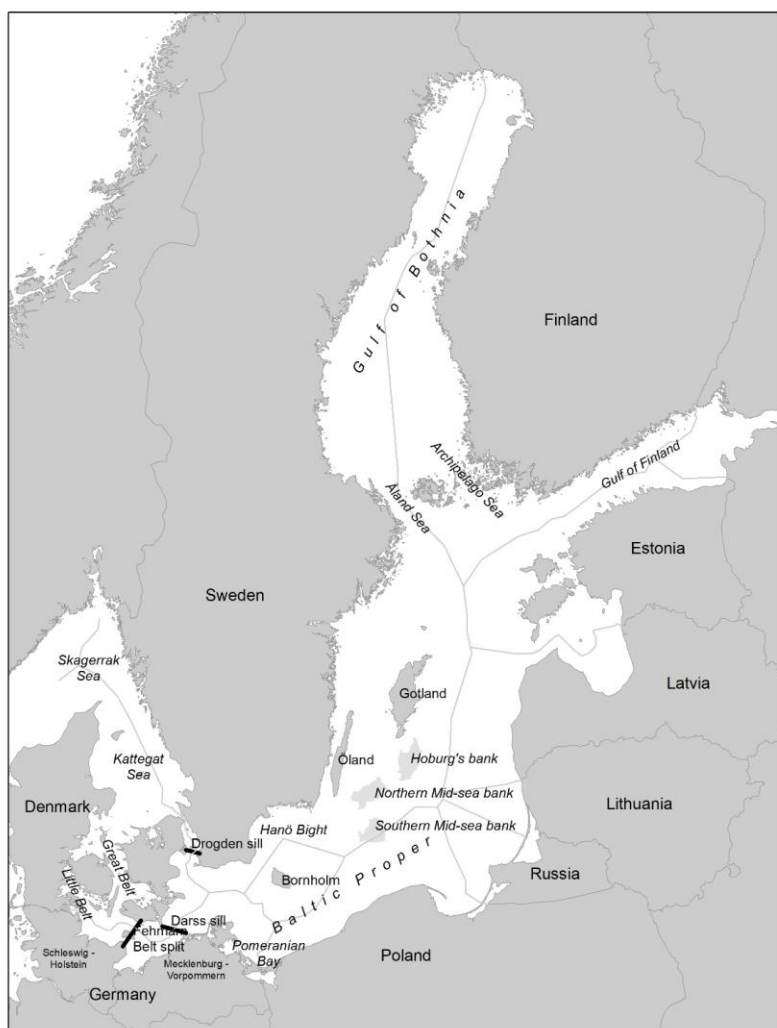 Gulf of Bothnia
Finland
Archipelago Sea
Gulf of Finland
Åland Sea
Estonia
Sweden
Skagerrak
Sea
Gotland
Latvia
Kattegat
Sea
Öland
Hoburg's bank
Denmark
Northern Mid-sea bank
Lithuania
Hanö Bight
Southern Mid-sea bank
Drogden sill
Great Belt
Little Belt
Bornholm
Baltic Proper
Russia
Darss sill
Fehmarn
Belt split
Pomeranian
Bay
Schleswig -
Holstein
Mecklenburg -
Vorpommern
Poland
Germany